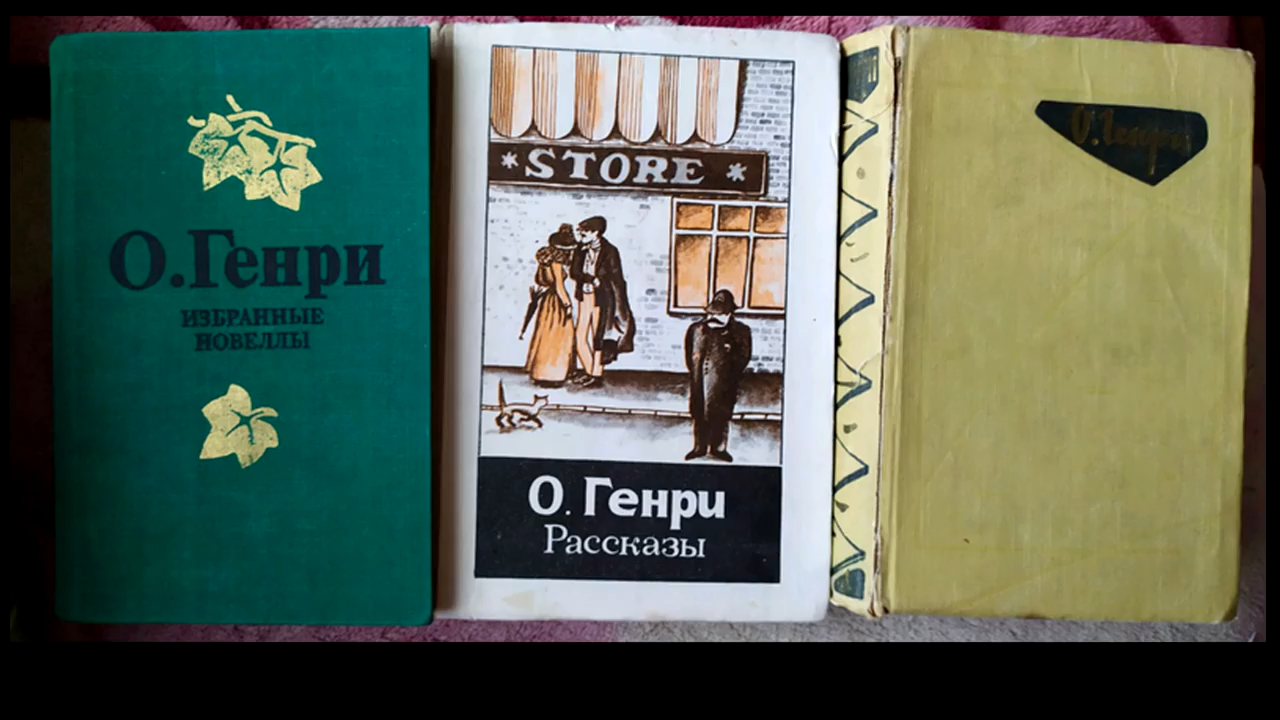 О.Генри
ИЗБРАННЫЕ
НОВЕЛЛЫ
*STORE*
О. Генри
Рассказы
О.Генри